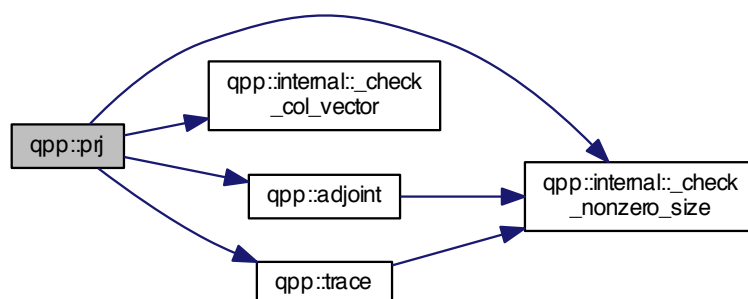 qpp::prj
qpp::internal::_check
_col_vector
qpp::adjoint
qpp::trace
qpp::internal::_check
_nonzero_size